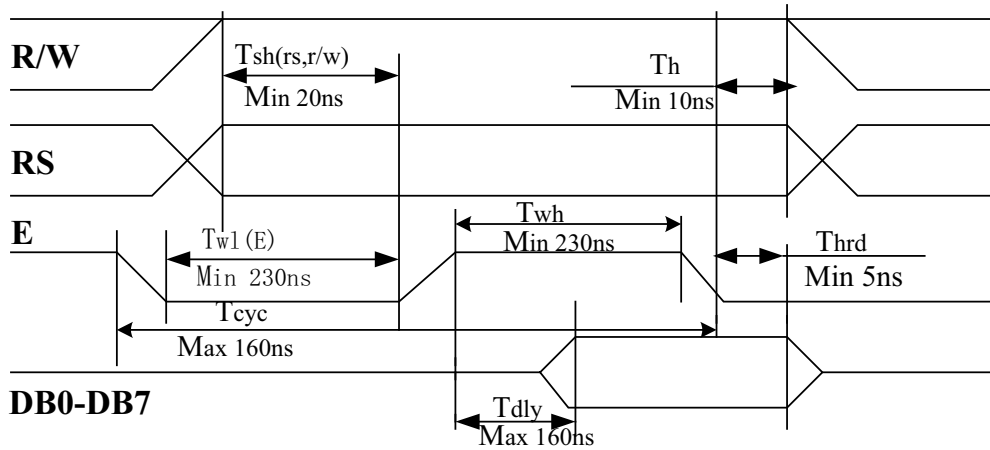 R/W
Tsh(rs,r/w)
Min 20ns
Th
Min 10ns
RS
E
Twl(E)
Min 230ns
Twh
Min 230ns
Thrd
Min 5ns
Tcyc
Max 160ns
DB0-DB7
Tdly
Max 160ns